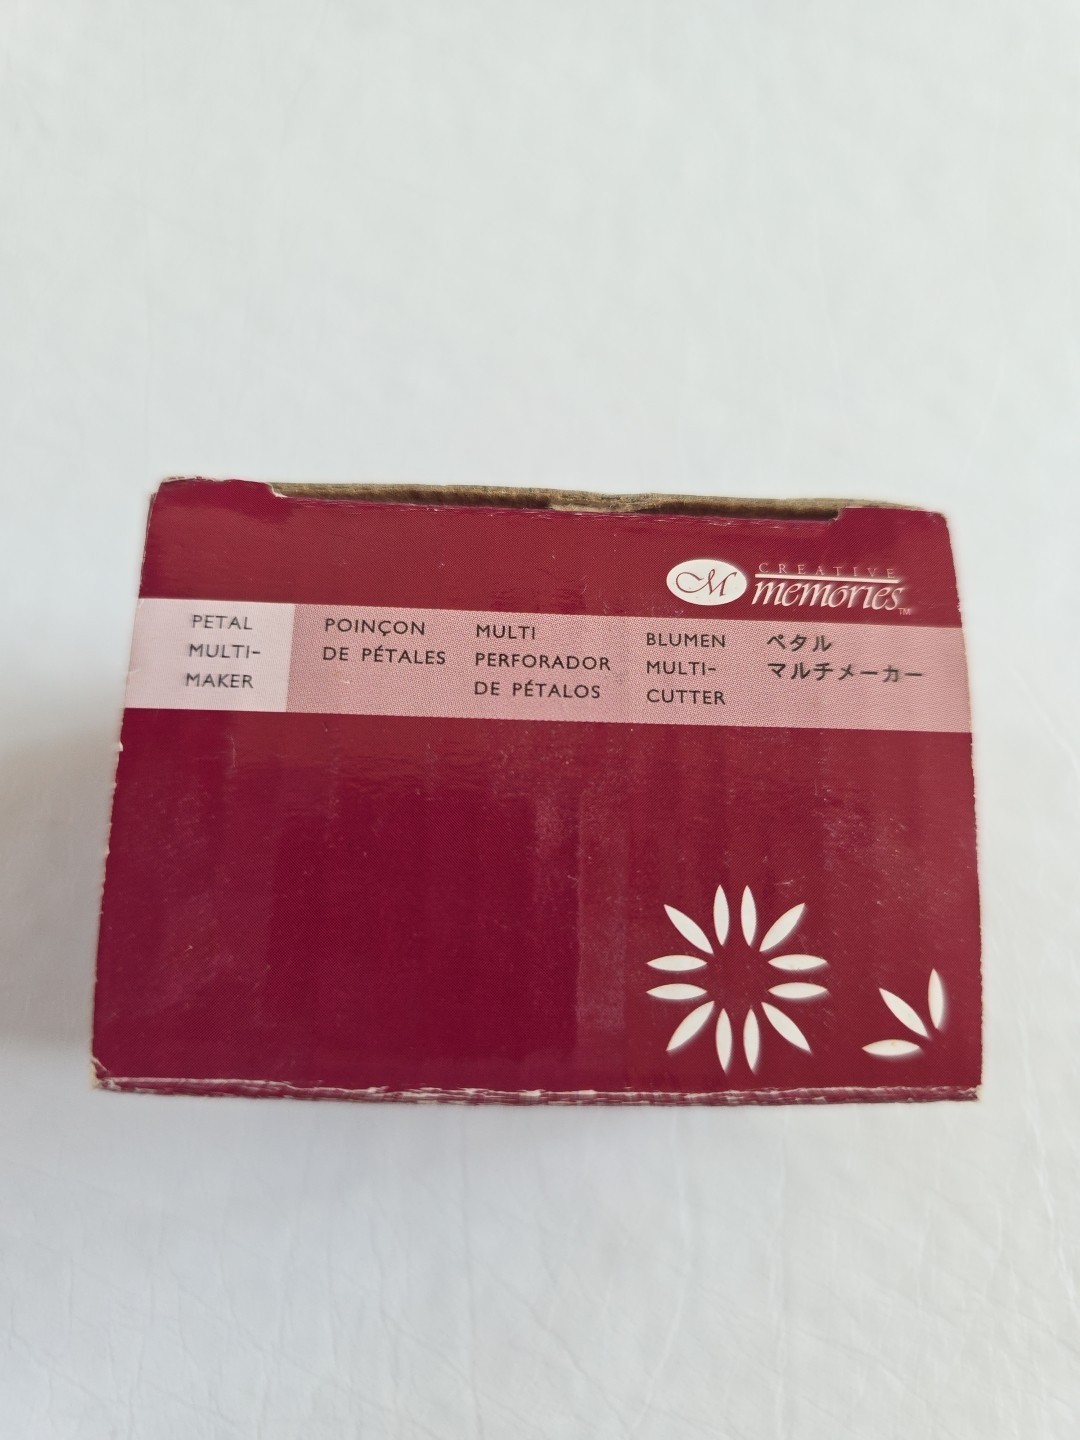 M
CREATIVE
memories™
PETAL
MULTI-
MAKER
POINÇON
DE PÉTALES
MULTI
PERFORADOR
DE PÉTALOS
BLUMEN
MULTI-
CUTTER
ペタル
マルチメーカー